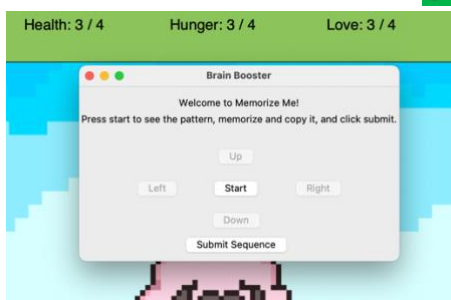 Health: 3 / 4 Hunger: 3 / 4 Love: 3 / 4
Brain Booster
Welcome to Memorize Me!
Press start to see the pattern, memorize and copy it, and click submit.
Up
Left Start Right
Down
Submit Sequence